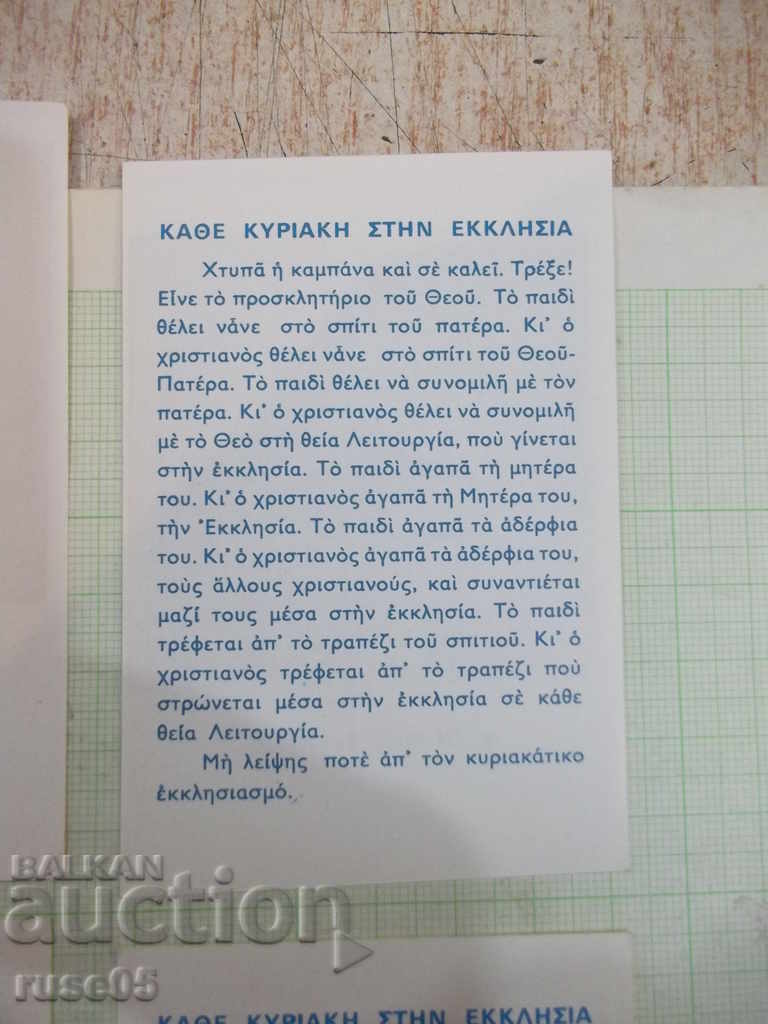 ΚΑΘΕ ΚΥΡΙΑΚΗ ΣΤΗΝ ΕΚΚΛΗΣΙΑ
Χτυπᾶ ἡ καμπάνα καὶ σὲ καλεῖ. Τρέξε!
Εἶνε τὸ προσκλητήριο τοῦ Θεοῦ. Τὸ παιδὶ
θέλει νἆνε στὸ σπίτι τοῦ πατέρα. Κι᾽ ὁ
χριστιανὸς θέλει νἆνε στὸ σπίτι τοῦ Θεοῦ-
Πατέρα. Τὸ παιδὶ θέλει νὰ συνομιλῆ μὲ τὸν
πατέρα. Κι᾽ ὁ χριστιανὸς θέλει νὰ συνομιλῆ
μὲ τὸ Θεὸ στὴ θεία Λειτουργία, ποὺ γίνεται
στὴν ἐκκλησία. Τὸ παιδὶ ἀγαπᾶ τὴ μητέρα
του. Κι᾽ ὁ χριστιανὸς ἀγαπᾶ τὴ Μητέρα του,
τὴν Ἐκκλησία. Τὸ παιδὶ ἀγαπᾶ τὰ ἀδέρφια
του. Κι᾽ ὁ χριστιανὸς ἀγαπᾶ τὰ ἀδέρφια του,
τοὺς ἄλλους χριστιανούς, καὶ συναντιέται
μαζί τους μέσα στὴν ἐκκλησία. Τὸ παιδὶ
τρέφεται ἀπ᾽ τὸ τραπέζι τοῦ σπιτιοῦ. Κι᾽ ὁ
χριστιανὸς τρέφεται ἀπ᾽ τὸ τραπέζι ποὺ
στρώνεται μέσα στὴν ἐκκλησία σὲ κάθε
θεία Λειτουργία.
Μὴ λείψης ποτὲ ἀπ᾽ τὸν κυριακάτικο
ἐκκλησιασμό.
BALKAN
auction
ruse05
ΚΑΘΕ ΚΥΡΙΑΚΗ ΣΤΗΝ ΕΚΚΛΗΣΙΑ